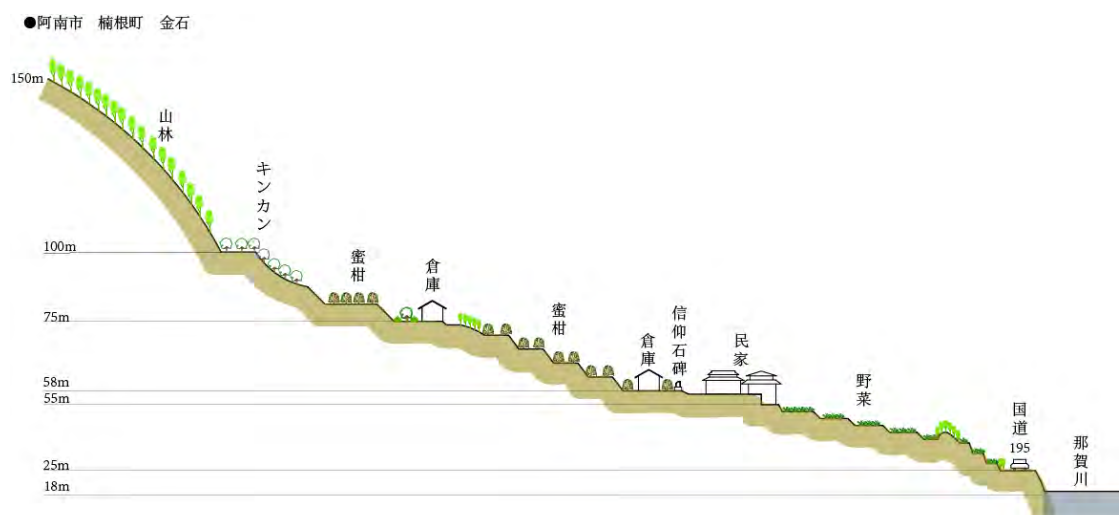 ●阿南市　楠根町　金石
150m
山林
キンカン
100m
蜜柑
倉庫
75m
蜜柑
倉庫
信仰石碑
民家
58m
55m
野菜
国道
195
那賀川
25m
18m